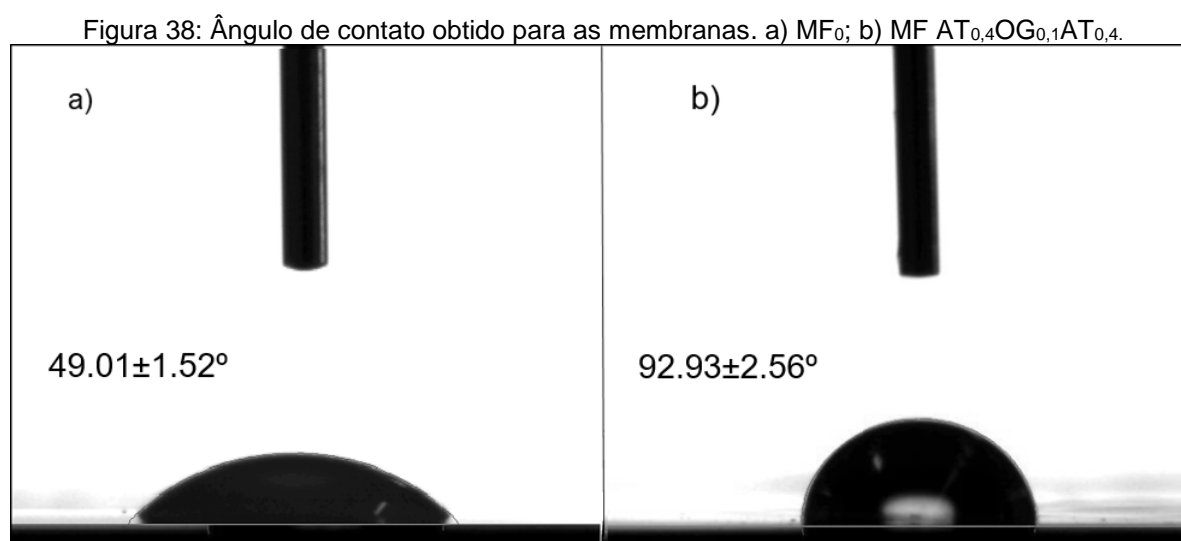 Figura 38: Ângulo de contato obtido para as membranas. a) MF₀; b) MF AT₀,₄OG₀,₁AT₀,₄.
a)
b)
49.01±1.52º
92.93±2.56º